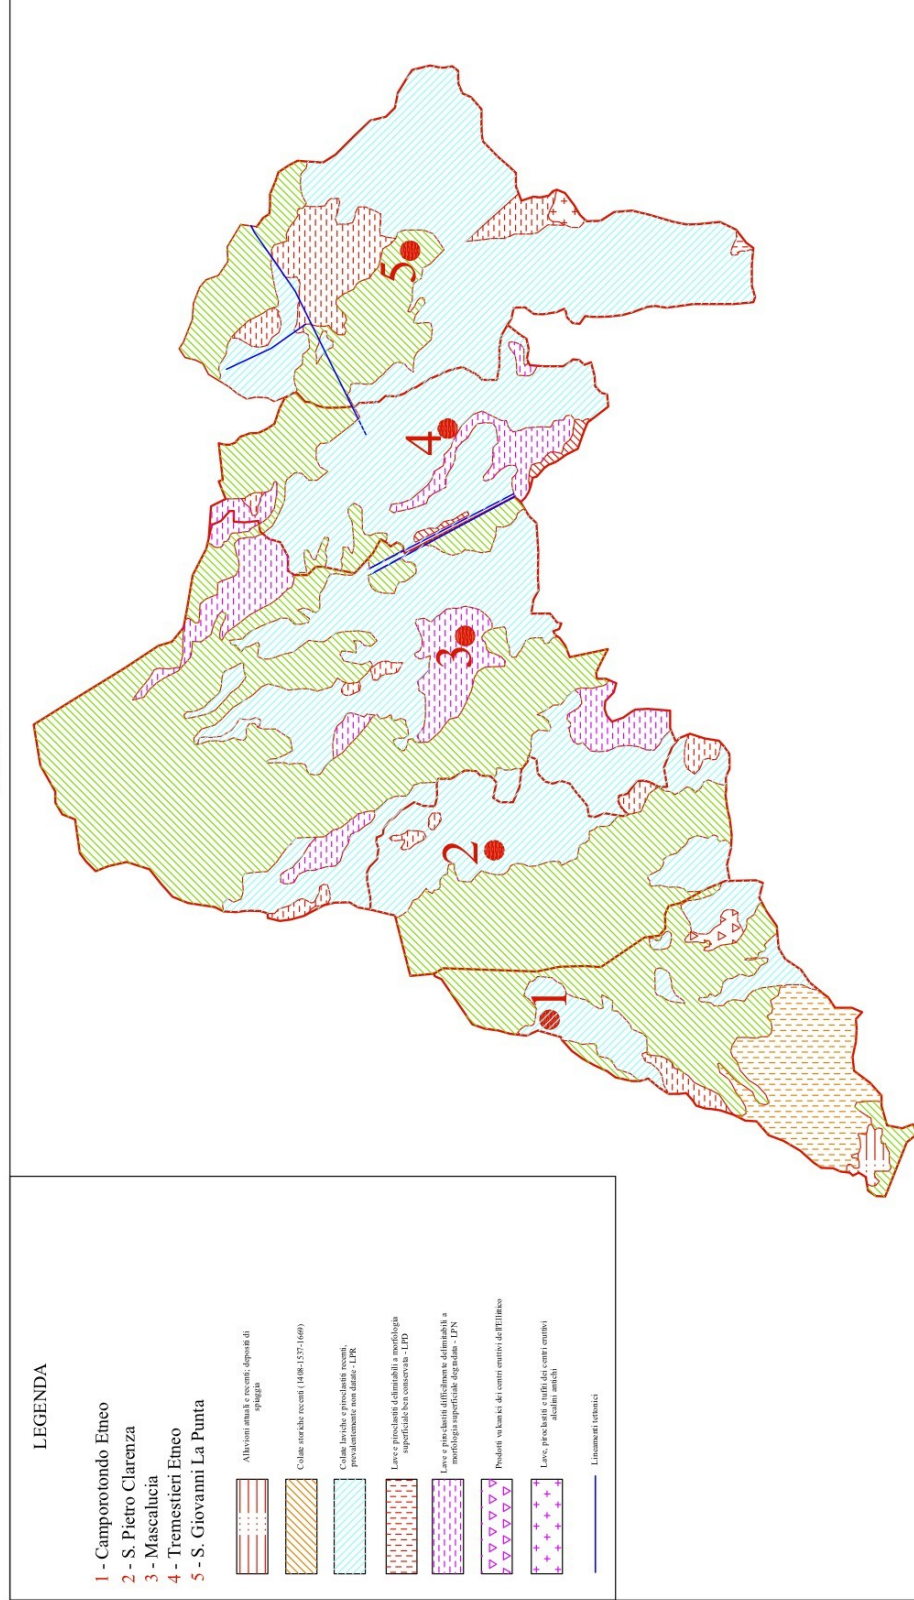 LEGENDA
1 - Camporotondo Etneo
2 - S. Pietro Clarenza
3 - Mascalucia
4 - Tremestieri Etneo
5 - S. Giovanni La Punta
Alluvioni attuali e recenti; depositi di
spiaggia
Colate storiche recenti (1408-1537-1669)
Colate laviche e piroclastiti recenti,
prevalentemente non datate - LPR
Lave e piroclastiti delimitabili a morfologia
superficiale ben conservata - LPD
Lave e piroclastiti difficilmente delimitabili a
morfologia superficiale degradata - LPN
Prodotti vulcanici dei centri eruttivi dell'Ellittico
Lave, piroclastiti e tufiti dei centri eruttivi
alcalini antichi
Lineamenti tettonici
1
2
3
4
5